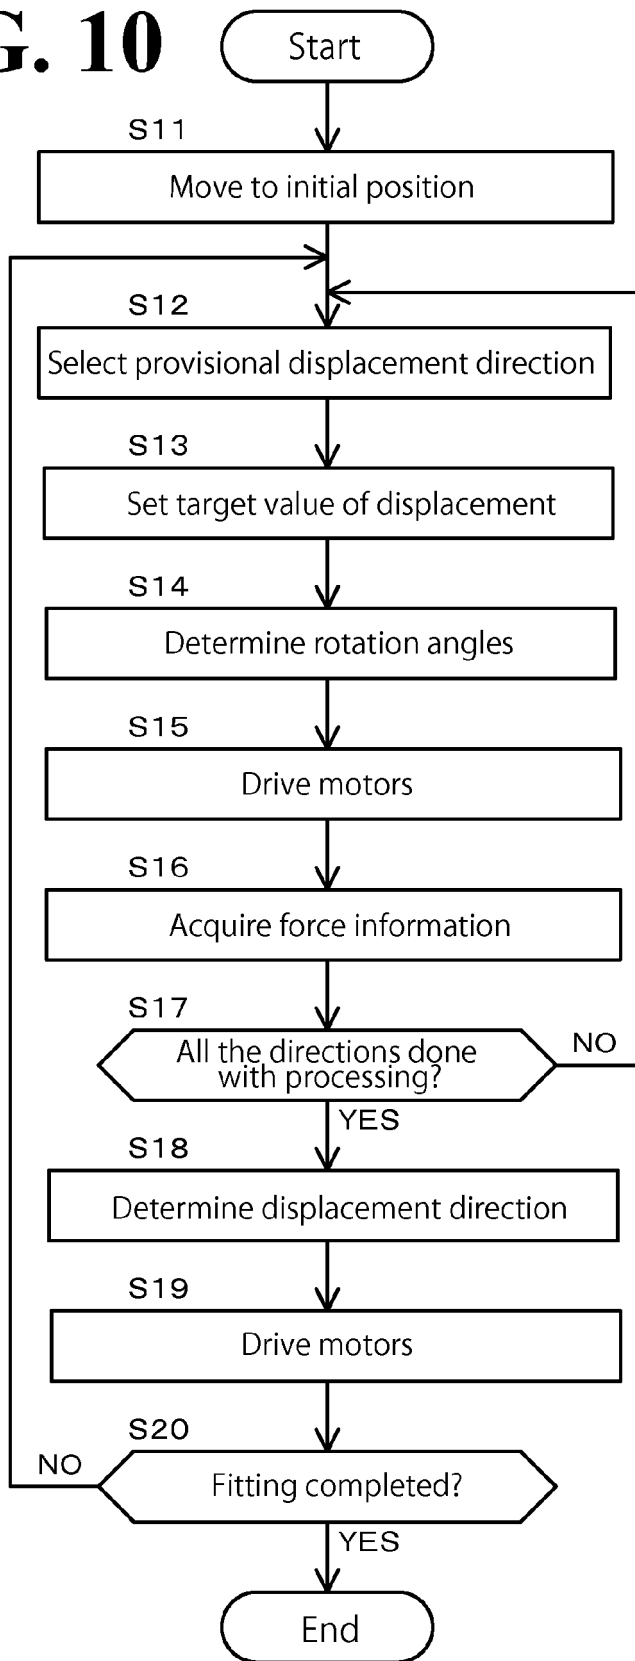 G. 10
Start
S11
Move to initial position
S12
Select provisional displacement direction
S13
Set target value of displacement
S14
Determine rotation angles
S15
Drive motors
S16
Acquire force information
S17
All the directions done
with processing?
NO
YES
S18
Determine displacement direction
S19
Drive motors
S20
NO
Fitting completed?
YES
End